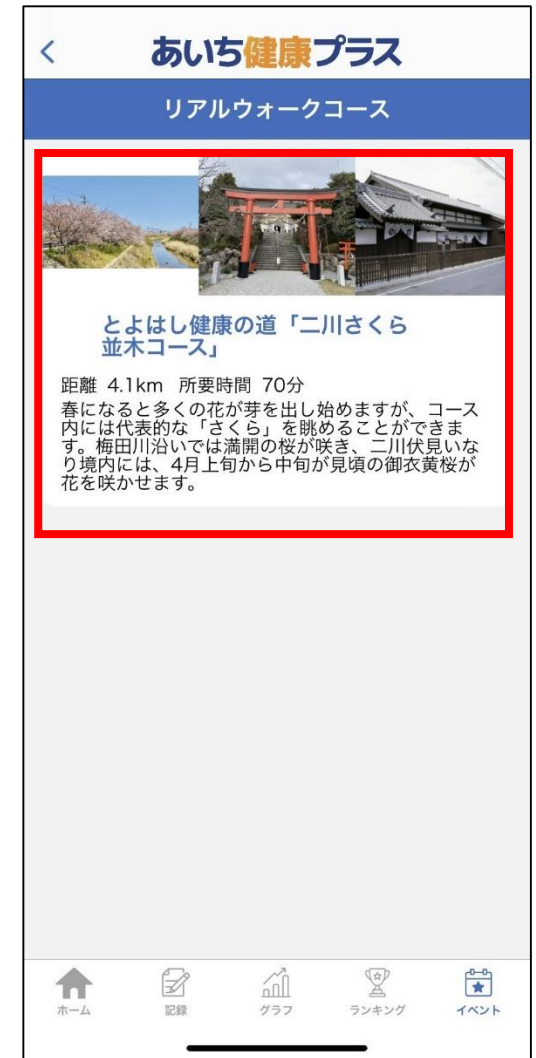 あいち健康プラス
リアルウォークコース
とよはし健康の道「二川さくら
並木コース」
距離 4.1km 所要時間 70分
春になると多くの花が芽を出し始めますが、コース
内には代表的な「さくら」を眺めることができま
す。梅田川沿いでは満開の桜が咲き、二川伏見いな
り境内には、4月上旬から中旬が見頃の御衣黄桜が
花を咲かせます。
ホーム 記録 グラフ ランキング イベント